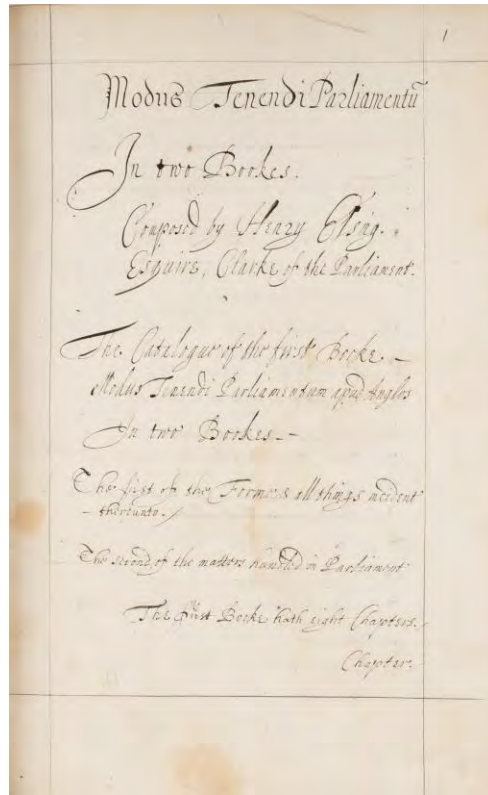 1
Modus Tenendi Parliamentū
In two Bookes.
Composed by Henry Elsing.
Esquire, Clarke of the Parliament.
The Catalogue of the first Booke –
Modus Tenendi Parliamentum apud Anglos
In two Bookes –
The first of the Forme & all things incident
– thereunto /
The second of the matters handled in Parliament
The first Booke hath eight Chapters.
Chapter.